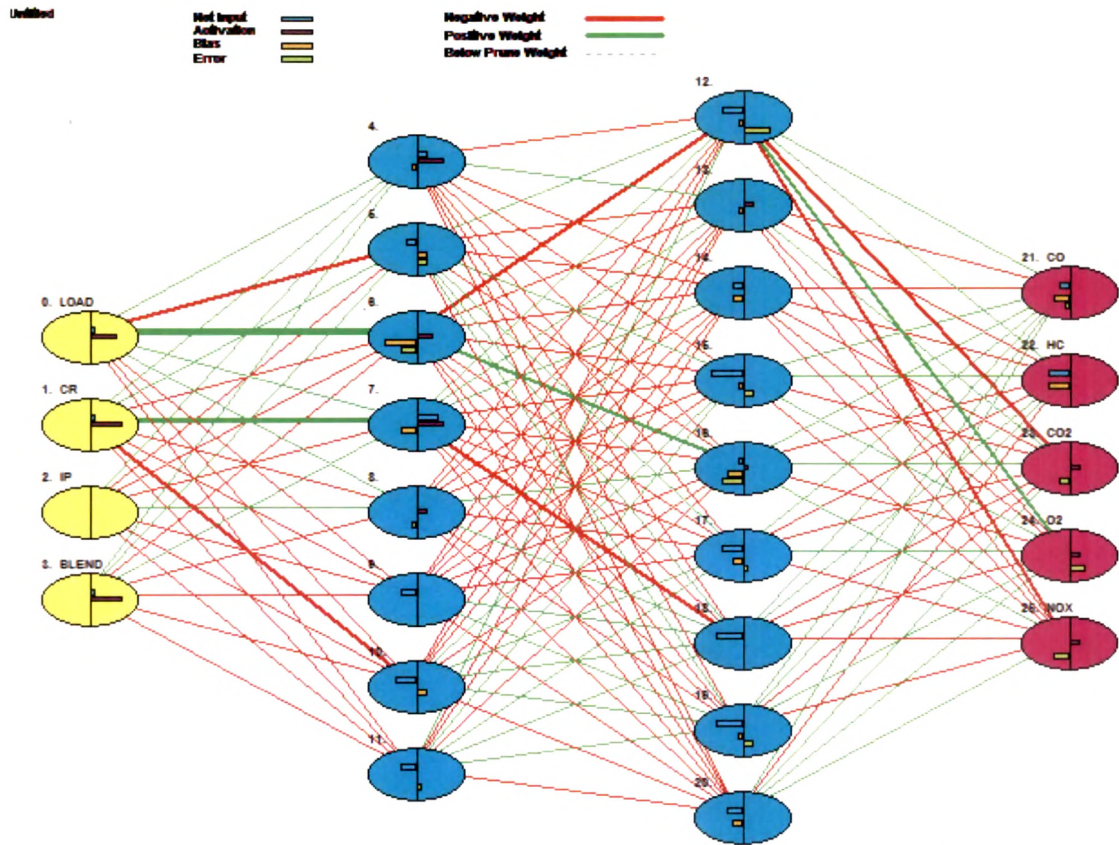 Untitled
Net Input
Activation
Bias
Error
Negative Weight
Positive Weight
Below Prune Weight
0. LOAD
1. CR
2. IP
3. BLEND
4.
5.
6.
7.
8.
9.
10.
11.
12.
13.
14.
15.
16.
17.
18.
19.
20.
21. CO
22. HC
23. CO2
24. O2
25. NOX